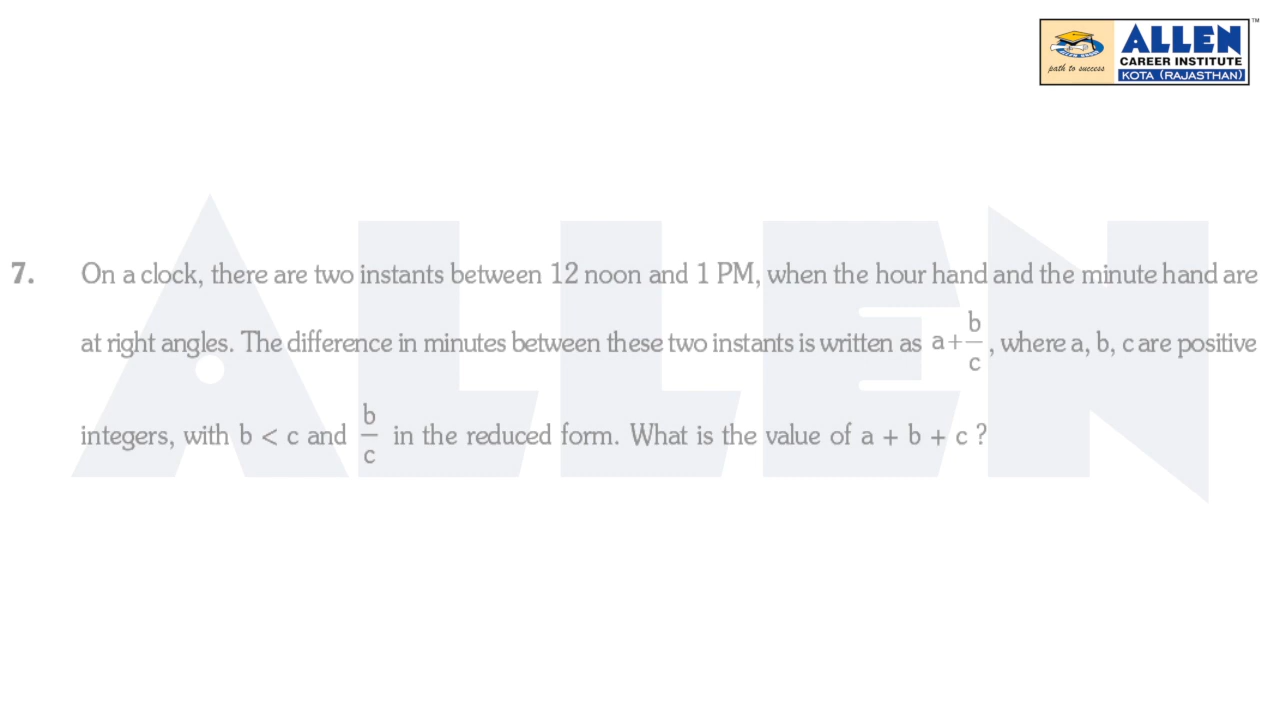 ALLEN
TM
path to success
CAREER INSTITUTE
KOTA (RAJASTHAN)
7. On a clock, there are two instants between 12 noon and 1 PM, when the hour hand and the minute hand are
at right angles. The difference in minutes between these two instants is written as a+b/c, where a, b, c are positive
integers, with b < c and b/c in the reduced form. What is the value of a + b + c ?
ALLEN